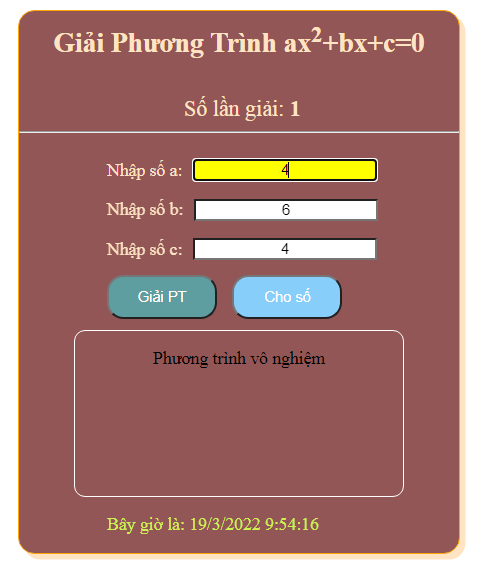 Giải Phương Trình ax²+bx+c=0
Số lần giải: 1
Nhập số a: 4
Nhập số b: 6
Nhập số c: 4
Giải PT Cho số
Phương trình vô nghiệm
Bây giờ là: 19/3/2022 9:54:16